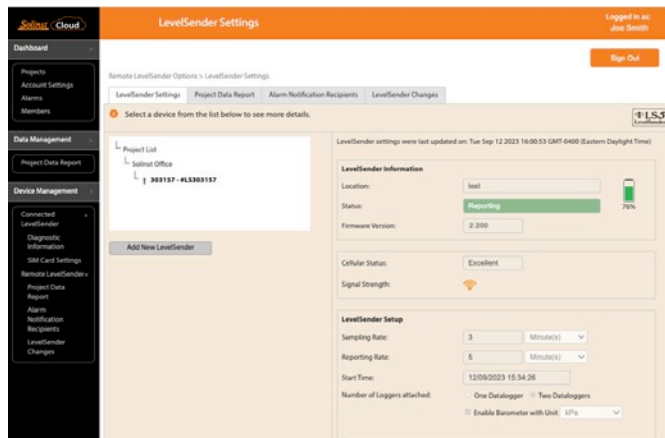 Solinst Cloud
LevelSender Settings
Logged in as:
Joe Smith
Sign Out
Dashboard
Projects
Account Settings
Alarms
Members
Data Management
Project Data Report
Device Management
Connected
LevelSender
Diagnostic
Information
SIM Card Settings
Remote LevelSender
Project Data
Report
Alarm
Notification
Recipients
LevelSender
Changes
Remote LevelSender Options > LevelSender Settings
LevelSender Settings
Project Data Report
Alarm Notification Recipients
LevelSender Changes
Select a device from the list below to see more details.
LS5
LevelSender
Project List
Solinst Office
303157 - #LS303157
Add New LevelSender
LevelSender settings were last updated on: Tue Sep 12 2023 16:00:53 GMT-0400 (Eastern Daylight Time)
LevelSender Information
Location: test
Status: Reporting
76%
Firmware Version: 2.200
Cellular Status: Excellent
Signal Strength:
LevelSender Setup
Sampling Rate: 3 Minute(s)
Reporting Rate: 5 Minute(s)
Start Time: 12/09/2023 15:34:26
Number of Loggers attached: One Datalogger Two Dataloggers
Enable Barometer with Unit kPa